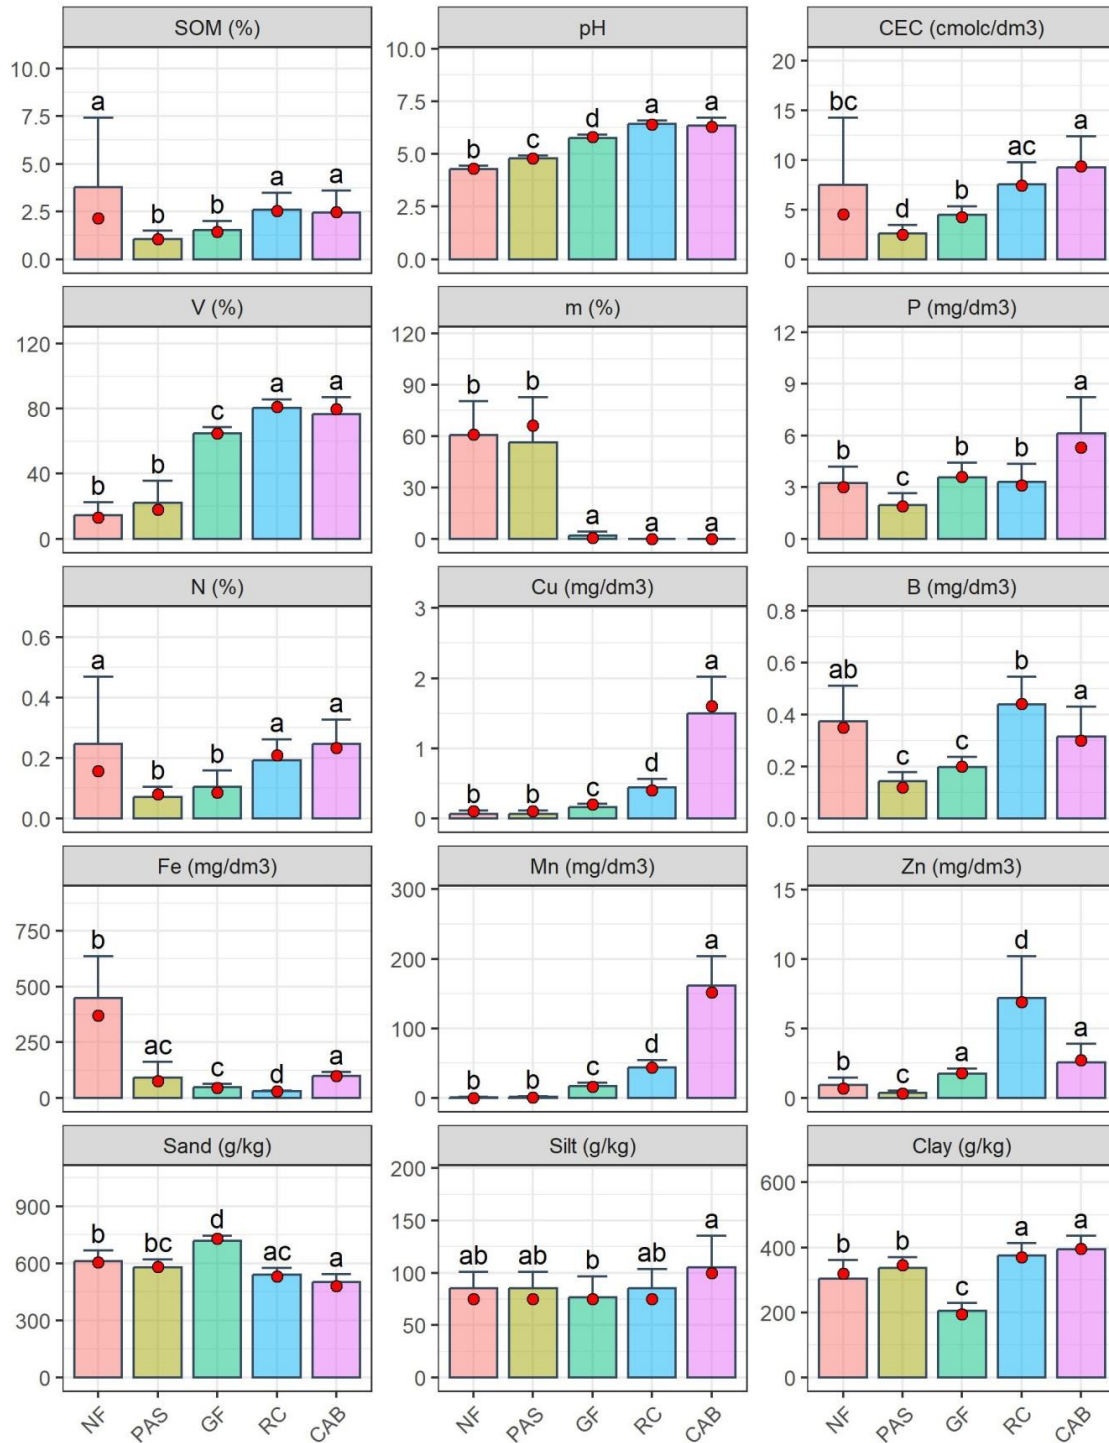 SOM (%)
10.0
7.5
5.0
2.5
0.0
a
b
b
a
a
pH
10.0
7.5
5.0
2.5
0.0
b
c
d
a
a
CEC (cmolc/dm3)
20
15
10
5
0
bc
d
b
ac
a
V (%)
120
80
40
0
b
b
c
a
a
m (%)
120
90
60
30
0
b
b
a
a
a
P (mg/dm3)
12
9
6
3
0
b
c
b
b
a
N (%)
0.6
0.4
0.2
0.0
a
b
b
a
a
Cu (mg/dm3)
3
2
1
0
b
b
c
d
a
B (mg/dm3)
0.8
0.6
0.4
0.2
0.0
ab
c
c
b
a
Fe (mg/dm3)
750
500
250
0
b
ac
c
d
a
Mn (mg/dm3)
300
200
100
0
b
b
c
d
a
Zn (mg/dm3)
15
10
5
0
b
c
a
d
a
Sand (g/kg)
900
600
300
0
b
bc
d
ac
a
NF
PAS
GF
RC
CAB
Silt (g/kg)
200
150
100
50
0
ab
ab
b
ab
a
NF
PAS
GF
RC
CAB
Clay (g/kg)
600
400
200
0
b
b
c
a
a
NF
PAS
GF
RC
CAB